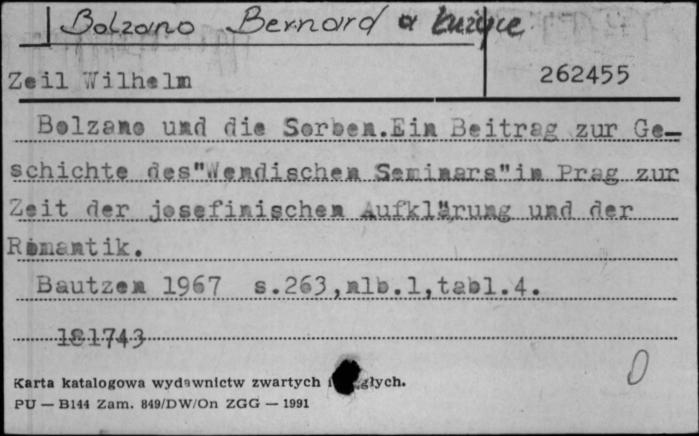 Bolzano Bernard a Łużyce
Zeil Wilhelm 262455
Bolzano und die Sorben.Ein Beitrag zur Ge-
schichte des"Wendischen Seminars"in Prag zur
Zeit der josefinischen Aufklärung und der
Romantik.
Bautzen 1967 s.263,nlb.1,tabl.4.
181743
Karta katalogowa wydawnictw zwartych i
PU — B144 Zam. 849/DW/On ZGG — 1991
0